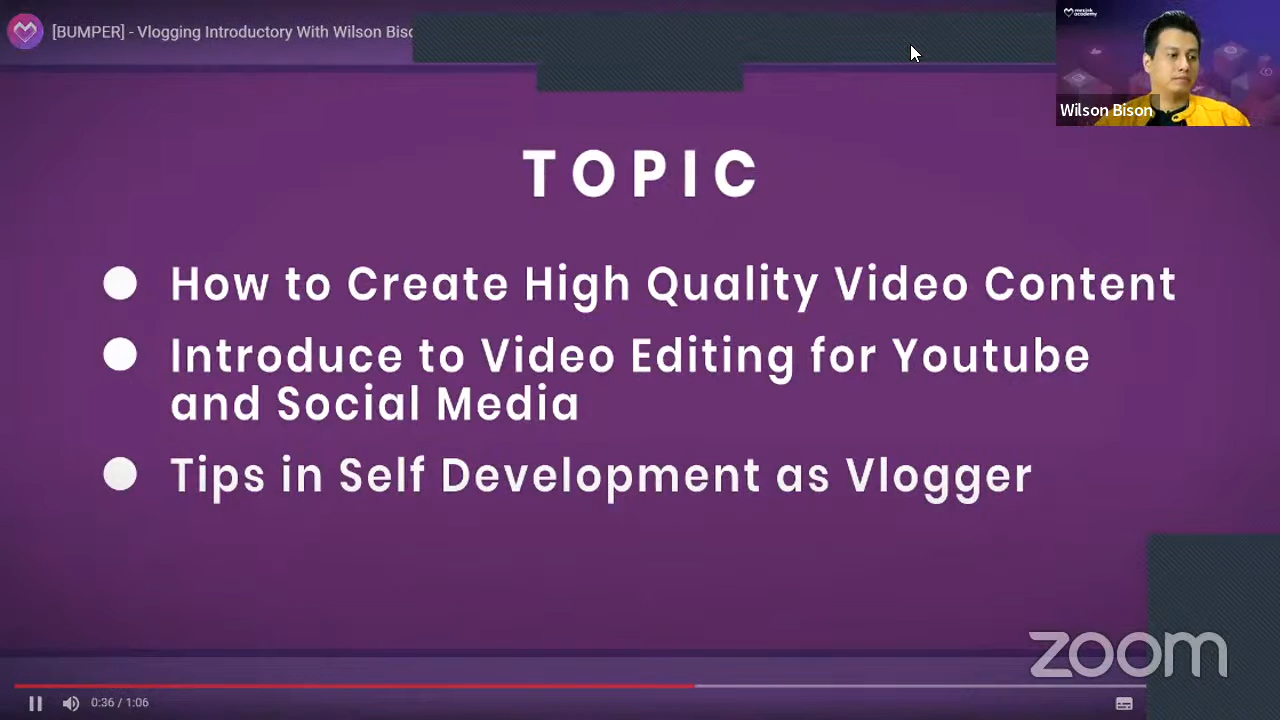 [BUMPER] - Vlogging Introductory With Wilson Biso
Wilson Bison
TOPIC
How to Create High Quality Video Content
Introduce to Video Editing for Youtube
and Social Media
Tips in Self Development as Vlogger
zoom
0:36 / 1:06